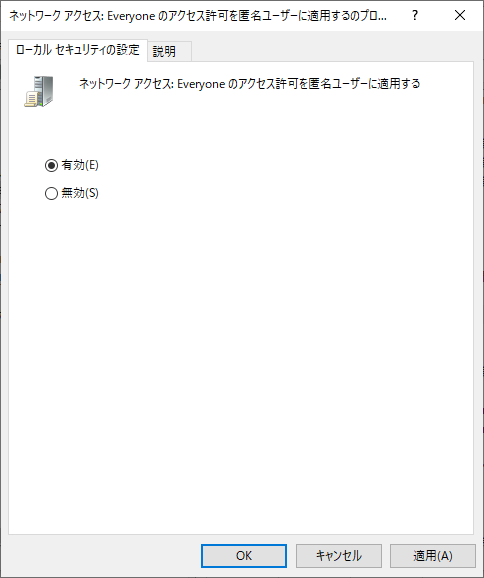 ネットワーク アクセス: Everyone のアクセス許可を匿名ユーザーに適用するのプロ...
?
ローカル セキュリティの設定 説明
ネットワーク アクセス: Everyone のアクセス許可を匿名ユーザーに適用する
有効(E)
無効(S)
OK キャンセル 適用(A)